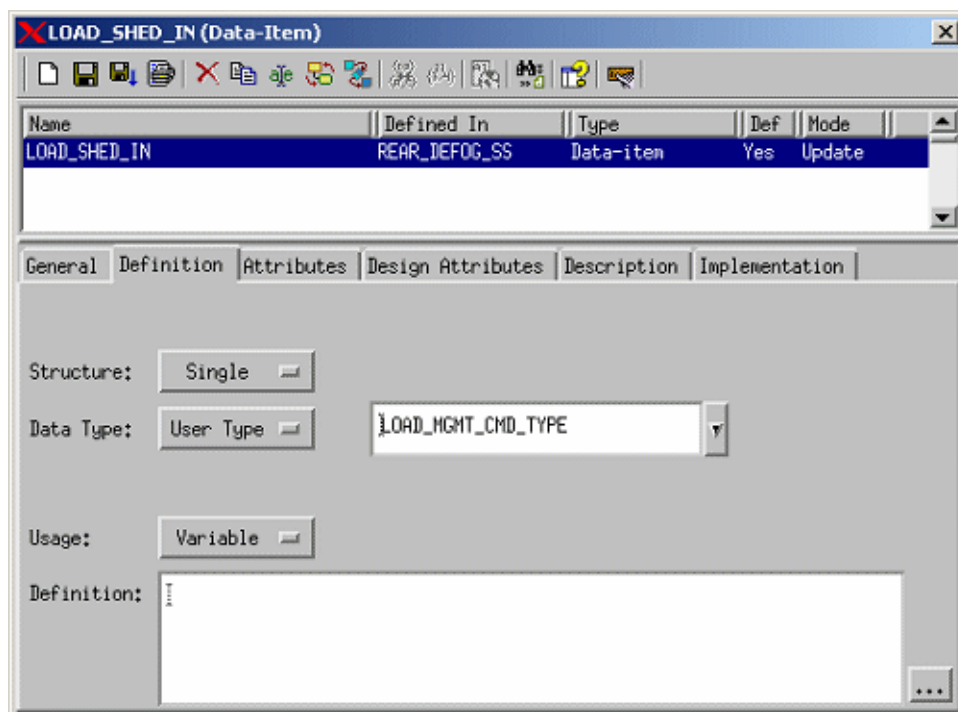 LOAD_SHED_IN (Data-Item)
Name Defined In Type Def Mode
LOAD_SHED_IN REAR_DEFOG_SS Data-item Yes Update
General Definition Attributes Design Attributes Description Implementation
Structure: Single
Data Type: User Type LOAD_MGMT_CMD_TYPE
Usage: Variable
Definition:
...